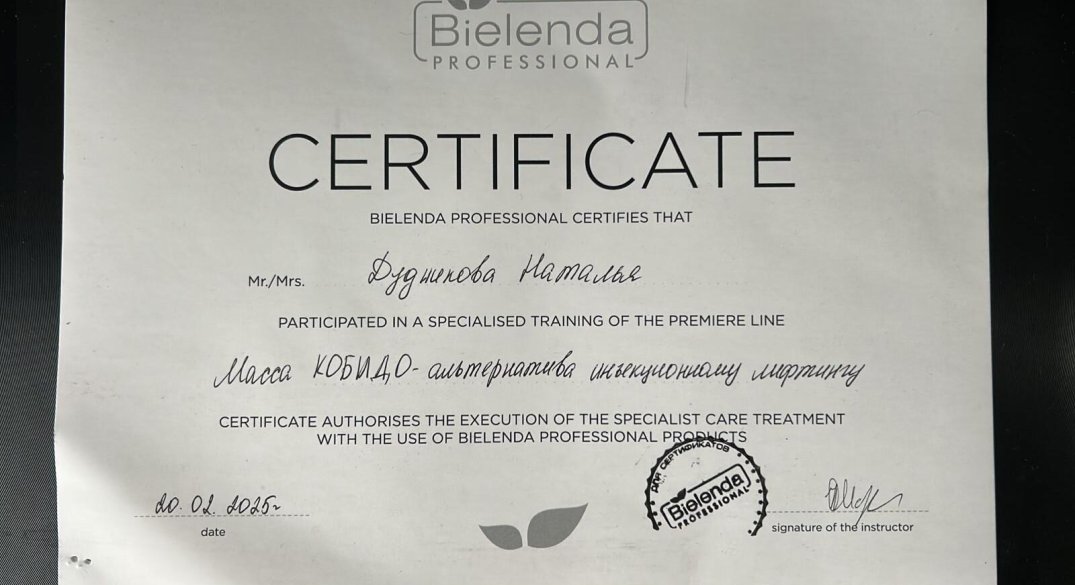 Bielenda
PROFESSIONAL
CERTIFICATE
BIELENDA PROFESSIONAL CERTIFIES THAT
Mr./Mrs. Дудникова Наталья
PARTICIPATED IN A SPECIALISED TRAINING OF THE PREMIERE LINE
Масса КОБИДО - альтернатива инъекционному лифтингу
CERTIFICATE AUTHORISES THE EXECUTION OF THE SPECIALIST CARE TREATMENT
WITH THE USE OF BIELENDA PROFESSIONAL PRODUCTS
ДЛЯ СЕРТИФИКАТОВ
Bielenda
PROFESSIONAL
20.02.2025г
date
signature of the instructor